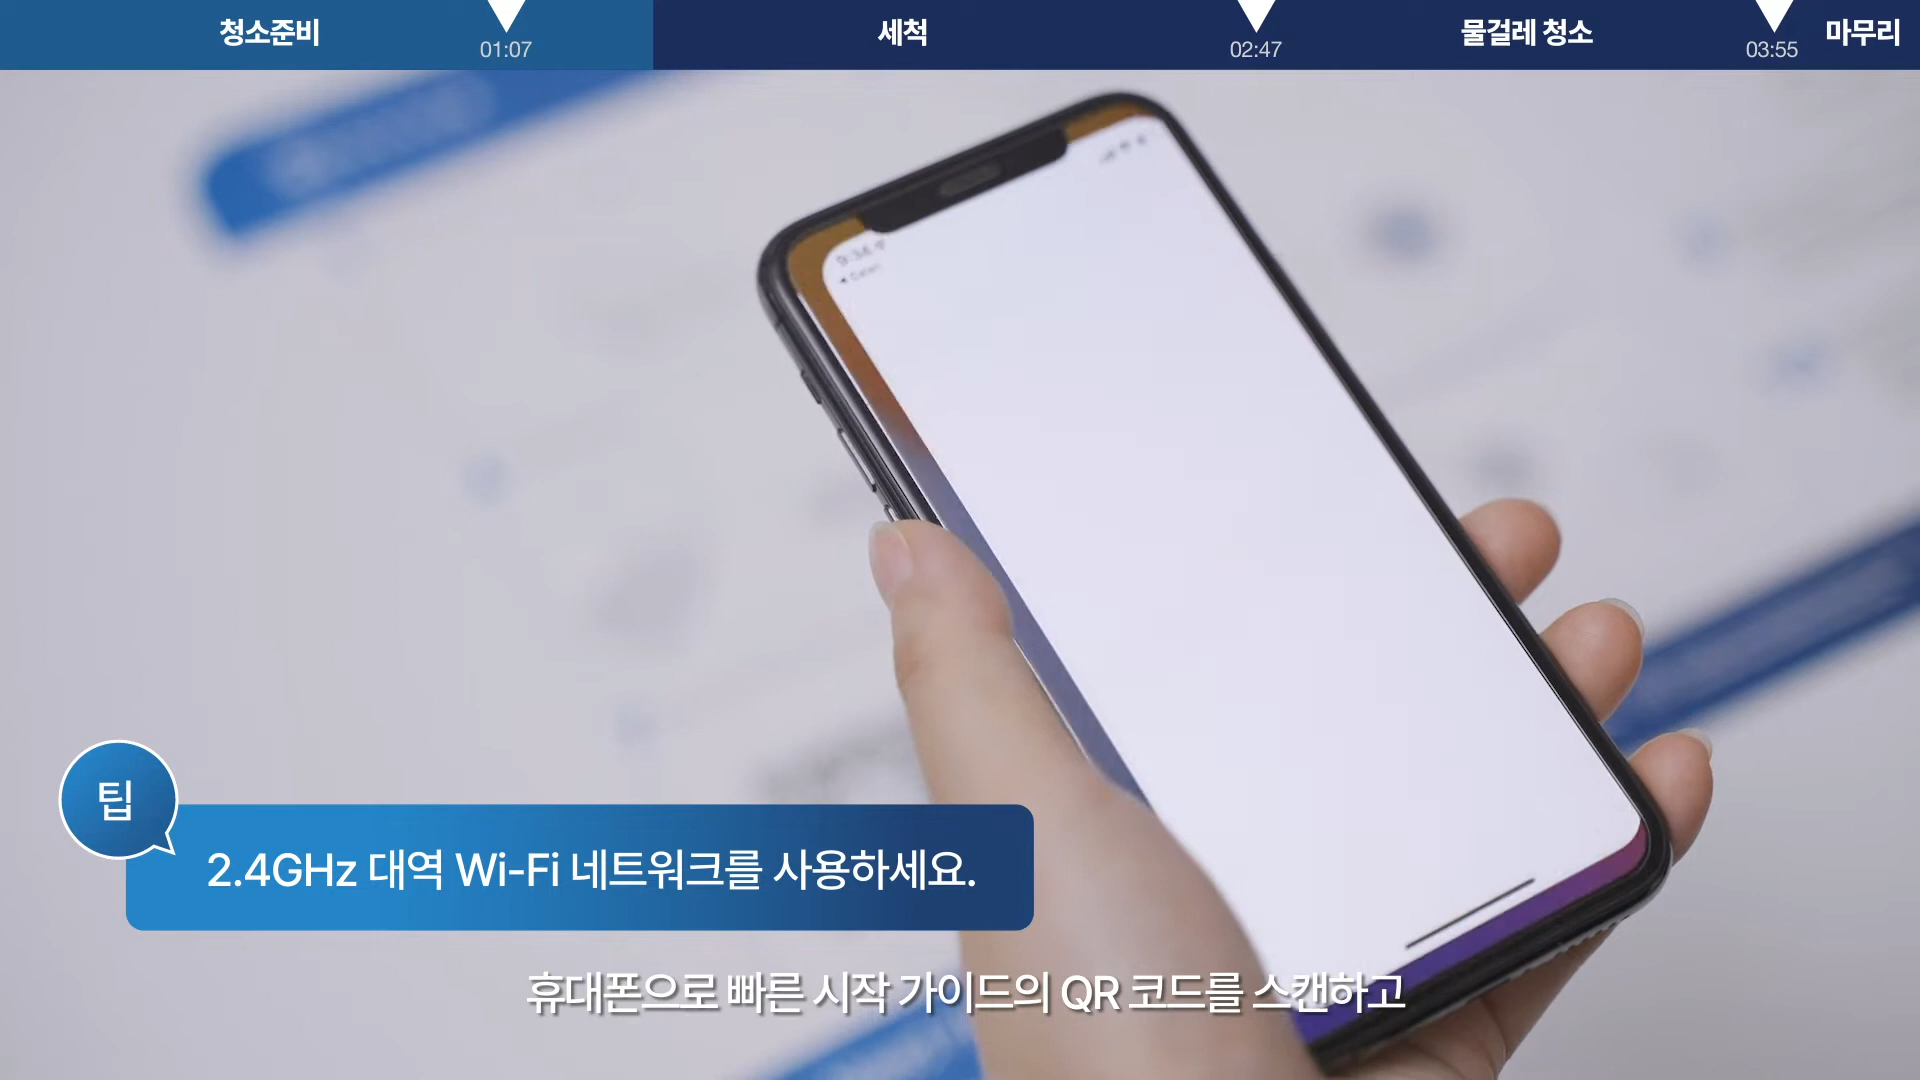 청소준비
01:07
세척
02:47
물걸레 청소
03:55
마무리
팁
2.4GHz 대역 Wi-Fi 네트워크를 사용하세요.
휴대폰으로 빠른 시작 가이드의 QR 코드를 스캔하고